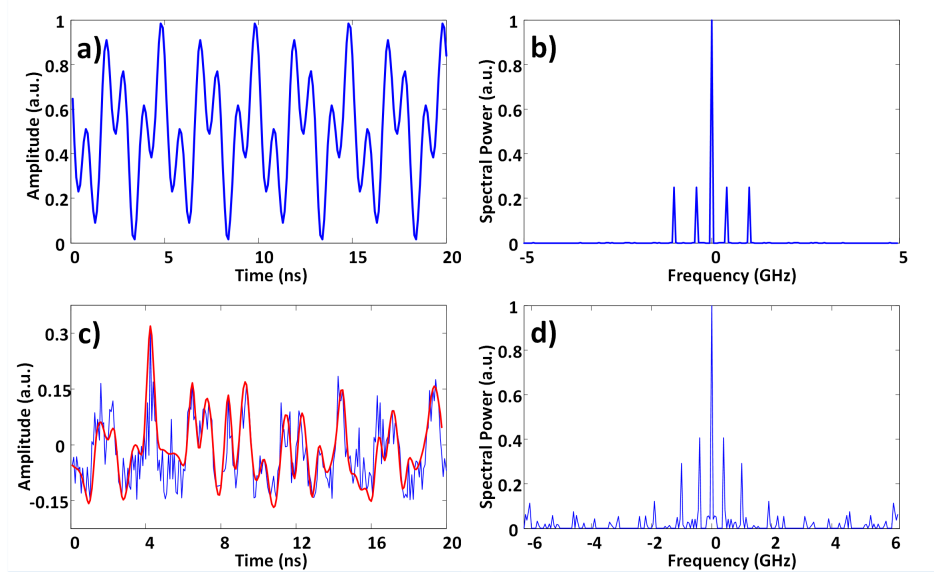 a)
Amplitude (a.u.)
1
0.8
0.6
0.4
0.2
0
0 5 10 15 20
Time (ns)
b)
Spectral Power (a.u.)
1
0.8
0.6
0.4
0.2
0
-5 0 5
Frequency (GHz)
c)
Amplitude (a.u.)
0.3
0.15
0
-0.15
0 4 8 12 16 20
Time (ns)
d)
Spectral Power (a.u.)
1
0.8
0.6
0.4
0.2
0
-6 -4 -2 0 2 4 6
Frequency (GHz)